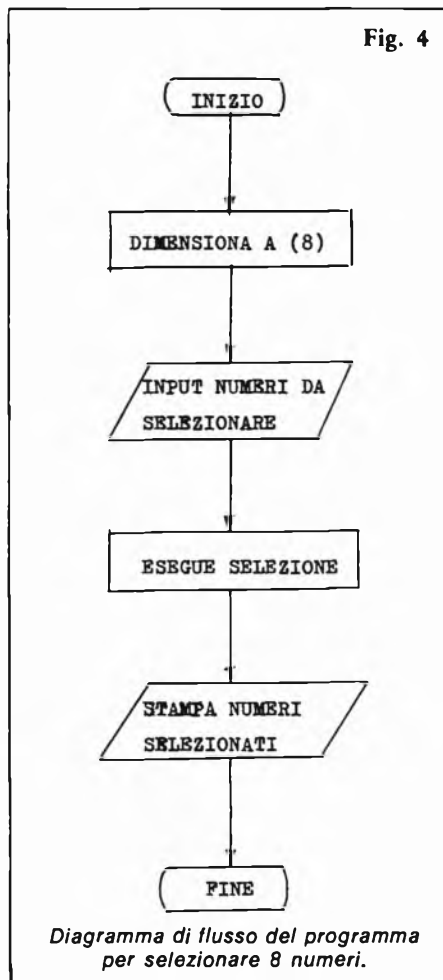 Fig. 4
INIZIO
DIMENSIONA A (8)
INPUT NUMERI DA
SELEZIONARE
ESEGUE SELEZIONE
STAMPA NUMERI
SELEZIONATI
FINE
Diagramma di flusso del programma
per selezionare 8 numeri.